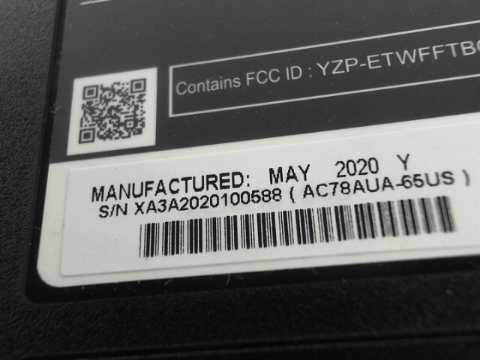 Contains FCC ID : YZP-ETWFFTB
MANUFACTURED: MAY 2020 Y
S/N XA3A2020100588 ( AC78AUA-65US )